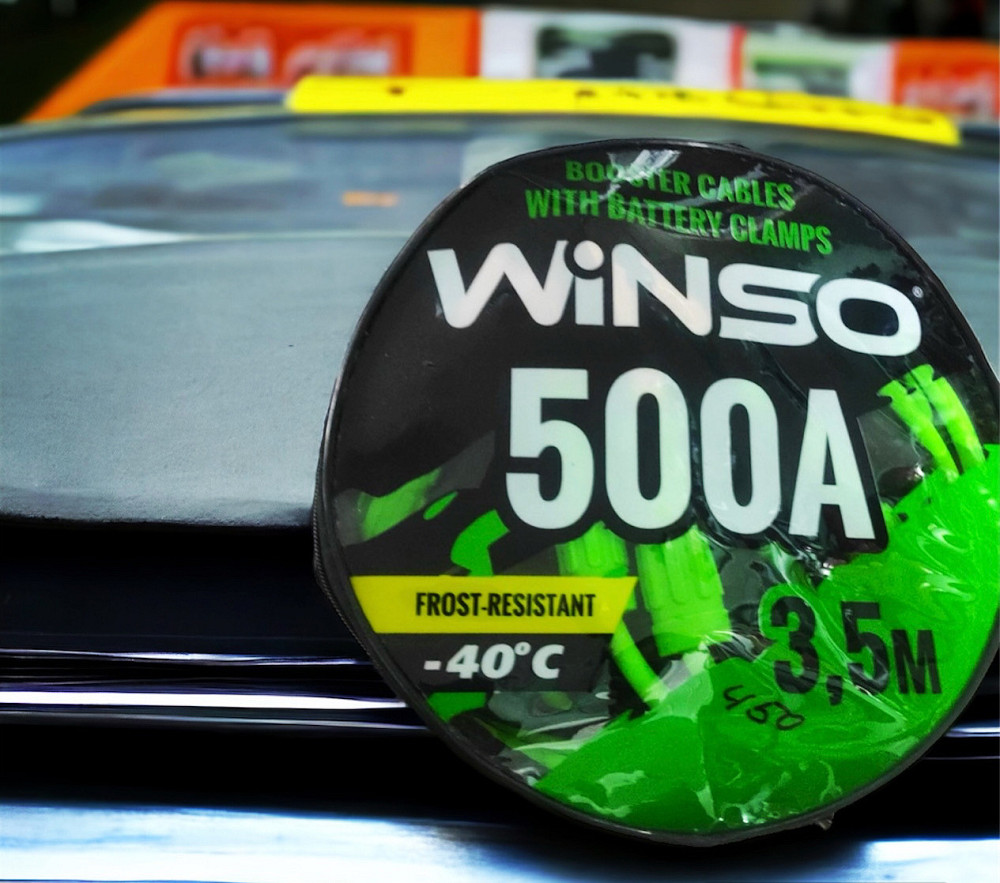 BOOSTER CABLES
WITH BATTERY CLAMPS
WiNSO
500A
FROST-RESISTANT
-40°C
3,5M
450